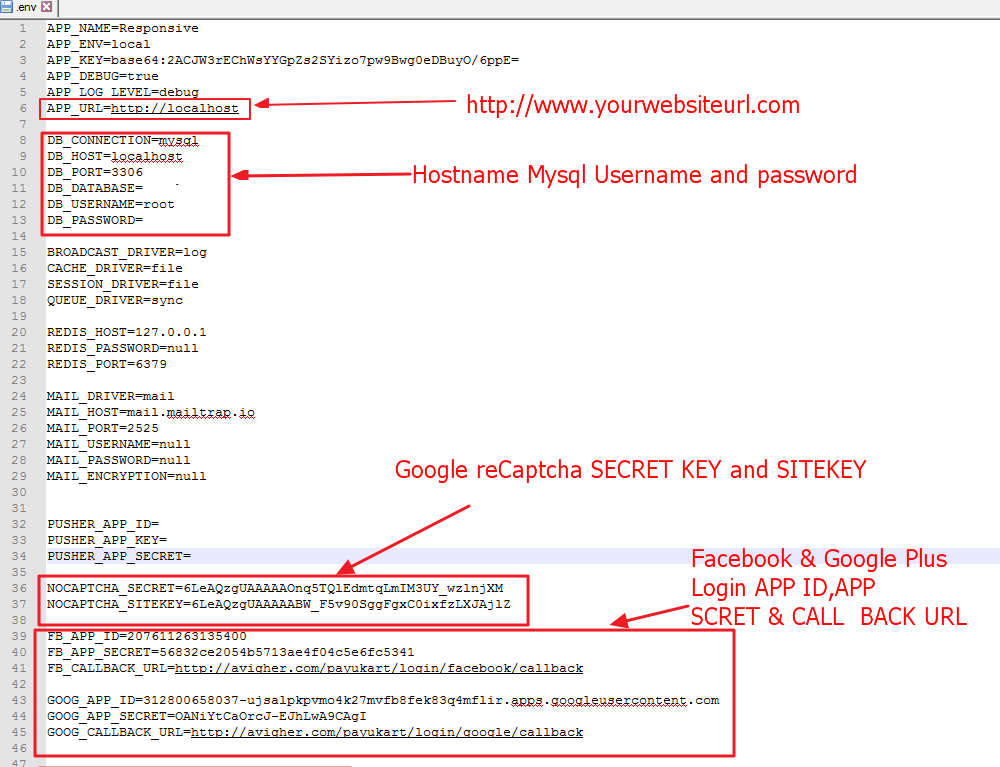 .env
1 APP_NAME=Responsive
2 APP_ENV=local
3 APP_KEY=base64:2ACJW3rEChWsYYGpZs2SYizo7pw9Bwg0eDBuyO/6ppE=
4 APP_DEBUG=true
5 APP_LOG_LEVEL=debug
6 APP_URL=http://localhost
http://www.yourwebsiteurl.com
7
8 DB_CONNECTION=mysql
9 DB_HOST=localhost
10 DB_PORT=3306
11 DB_DATABASE=
12 DB_USERNAME=root
13 DB_PASSWORD=
Hostname Mysql Username and password
14
15 BROADCAST_DRIVER=log
16 CACHE_DRIVER=file
17 SESSION_DRIVER=file
18 QUEUE_DRIVER=sync
19
20 REDIS_HOST=127.0.0.1
21 REDIS_PASSWORD=null
22 REDIS_PORT=6379
23
24 MAIL_DRIVER=mail
25 MAIL_HOST=mail.mailtrap.io
26 MAIL_PORT=2525
27 MAIL_USERNAME=null
28 MAIL_PASSWORD=null
29 MAIL_ENCRYPTION=null
30
31
32 PUSHER_APP_ID=
33 PUSHER_APP_KEY=
34 PUSHER_APP_SECRET=
35
Google reCaptcha SECRET KEY and SITEKEY
36 NOCAPTCHA_SECRET=6LeAQzgUAAAAAOnq5TQlEdmtqLmIM3UY_wzlnjXM
37 NOCAPTCHA_SITEKEY=6LeAQzgUAAAAABW_F5v90SggFgxC0ixfzLXJAjlZ
38
Facebook & Google Plus
Login APP ID,APP
SCRET & CALL BACK URL
39 FB_APP_ID=207611263135400
40 FB_APP_SECRET=56832ce2054b5713ae4f04c5e6fc5341
41 FB_CALLBACK_URL=http://avigher.com/payukart/login/facebook/callback
42
43 GOOG_APP_ID=312800658037-ujsalpkpvmo4k27mvfb8fek83q4mflir.apps.googleusercontent.com
44 GOOG_APP_SECRET=OANiYtCaOrcJ-EJhLwA9CAgI
45 GOOG_CALLBACK_URL=http://avigher.com/payukart/login/google/callback
46
47